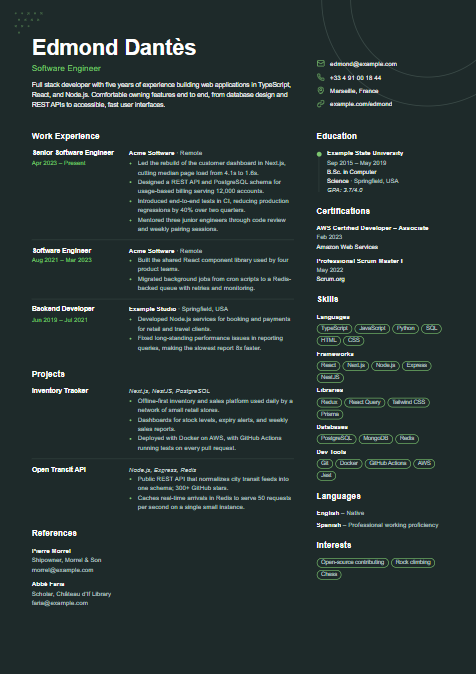 Edmond Dantès
Software Engineer
Full stack developer with five years of experience building web applications in TypeScript,
React, and Node.js. Comfortable owning features end to end, from database design and
REST APIs to accessible, fast user interfaces.
edmond@example.com
+33 4 91 00 18 44
Marseille, France
example.com/edmond
Work Experience
Senior Software Engineer
Apr 2023 – Present
Acme Software · Remote
Led the rebuild of the customer dashboard in Next.js,
cutting median page load from 4.1s to 1.6s.
Designed a REST API and PostgreSQL schema for
usage-based billing serving 12,000 accounts.
Introduced end-to-end tests in CI, reducing production
regressions by 40% over two quarters.
Mentored three junior engineers through code review
and weekly pairing sessions.
Software Engineer
Aug 2021 – Mar 2023
Acme Software · Remote
Built the shared React component library used by four
product teams.
Migrated background jobs from cron scripts to a Redis-
backed queue with retries and monitoring.
Backend Developer
Jun 2019 – Jul 2021
Example Studio · Springfield, USA
Developed Node.js services for booking and payments
for retail and travel clients.
Fixed long-standing performance issues in reporting
queries, making the slowest report 8x faster.
Projects
Inventory Tracker
Next.js, NestJS, PostgreSQL
Offline-first inventory and sales platform used daily by a
network of small retail stores.
Dashboards for stock levels, expiry alerts, and weekly
sales reports.
Deployed with Docker on AWS, with GitHub Actions
running tests on every pull request.
Open Transit API
Node.js, Express, Redis
Public REST API that normalizes city transit feeds into
one schema; 300+ GitHub stars.
Caches real-time arrivals in Redis to serve 50 requests
per second on a single small instance.
References
Pierre Morrel
Shipowner, Morrel & Son
morrel@example.com
Abbé Faria
Scholar, Château d'If Library
faria@example.com
Education
Example State University
Sep 2015 – May 2019
B.Sc. in Computer
Science · Springfield, USA
GPA: 3.7/4.0
Certifications
AWS Certified Developer – Associate
Feb 2023
Amazon Web Services
Professional Scrum Master I
May 2022
Scrum.org
Skills
Languages
TypeScript JavaScript Python SQL
HTML CSS
Frameworks
React Next.js Node.js Express
NestJS
Libraries
Redux React Query Tailwind CSS
Prisma
Databases
PostgreSQL MongoDB Redis
Dev Tools
Git Docker GitHub Actions AWS
Jest
Languages
English – Native
Spanish – Professional working proficiency
Interests
Open-source contributing Rock climbing
Chess